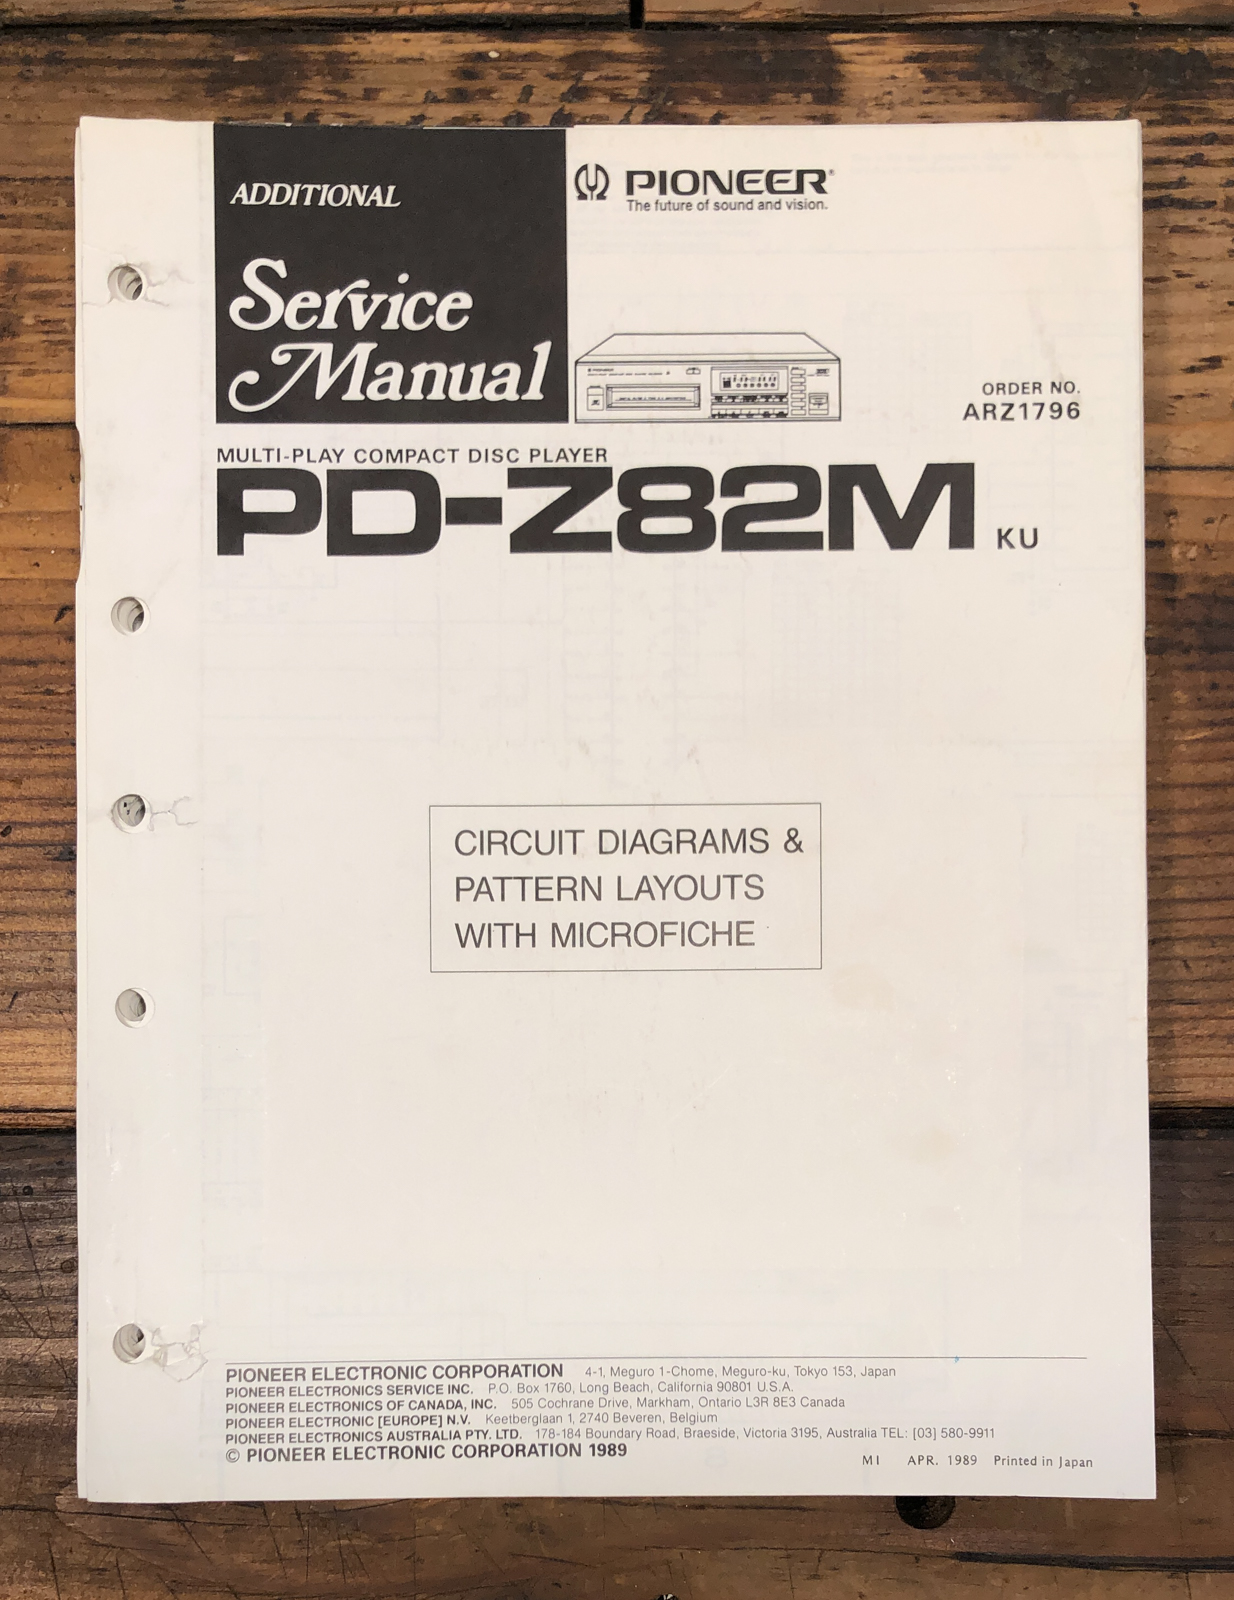 ADDITIONAL
Service
Manual
PIONEER®
The future of sound and vision.
PIONEER
ORDER NO.
ARZ1796
MULTI-PLAY COMPACT DISC PLAYER
PD-Z82M KU
CIRCUIT DIAGRAMS &
PATTERN LAYOUTS
WITH MICROFICHE
PIONEER ELECTRONIC CORPORATION 4-1, Meguro 1-Chome, Meguro-ku, Tokyo 153, Japan
PIONEER ELECTRONICS SERVICE INC. P.O. Box 1760, Long Beach, California 90801 U.S.A.
PIONEER ELECTRONICS OF CANADA, INC. 505 Cochrane Drive, Markham, Ontario L3R 8E3 Canada
PIONEER ELECTRONIC [EUROPE] N.V. Keetberglaan 1, 2740 Beveren, Belgium
PIONEER ELECTRONICS AUSTRALIA PTY. LTD. 178-184 Boundary Road, Braeside, Victoria 3195, Australia TEL: [03] 580-9911
© PIONEER ELECTRONIC CORPORATION 1989
MI APR. 1989 Printed in Japan